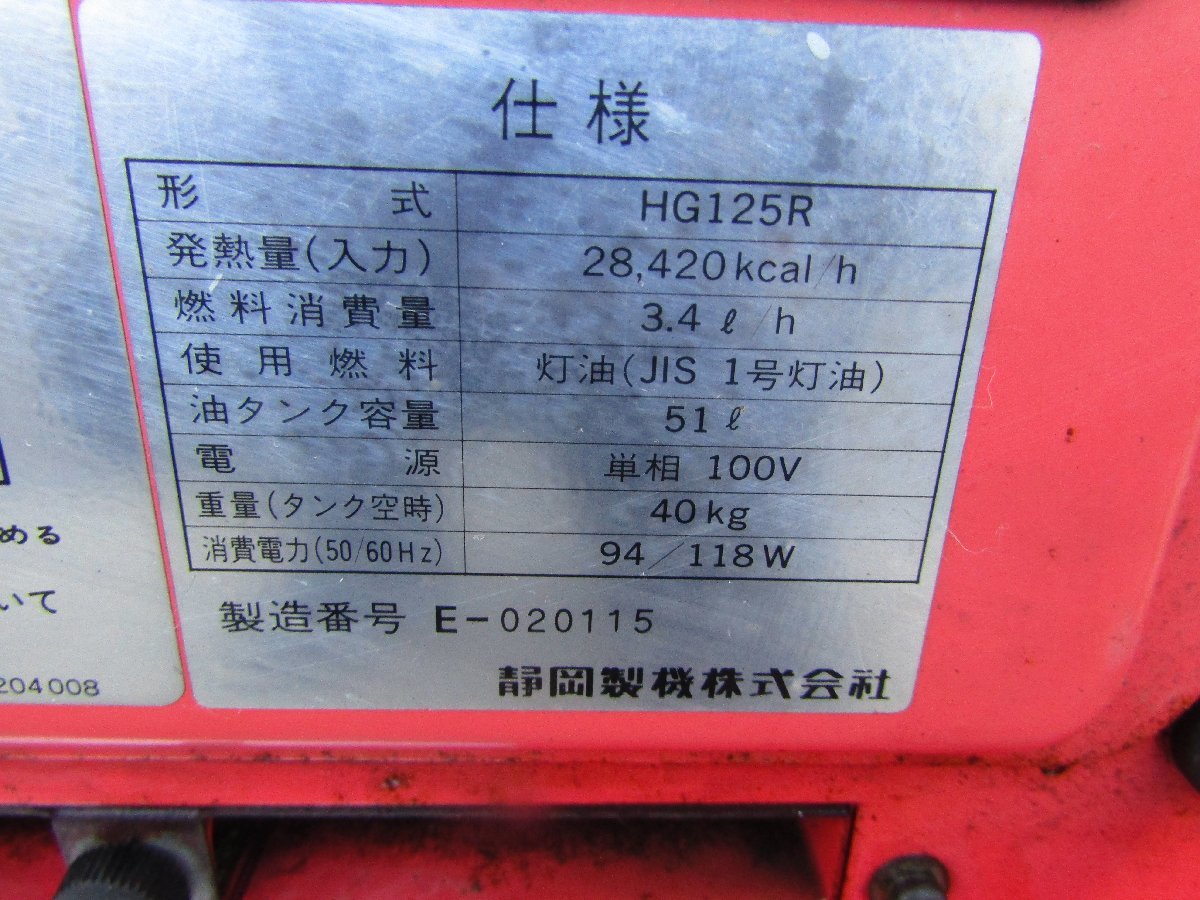 仕様
形式 HG125R
発熱量(入力) 28,420kcal/h
燃料消費量 3.4ℓ/h
使用燃料 灯油(JIS 1号灯油)
油タンク容量 51ℓ
電源 単相 100V
重量(タンク空時) 40kg
消費電力(50/60Hz) 94/118W
製造番号 E-020115
静岡製機株式会社
める
いて
204008